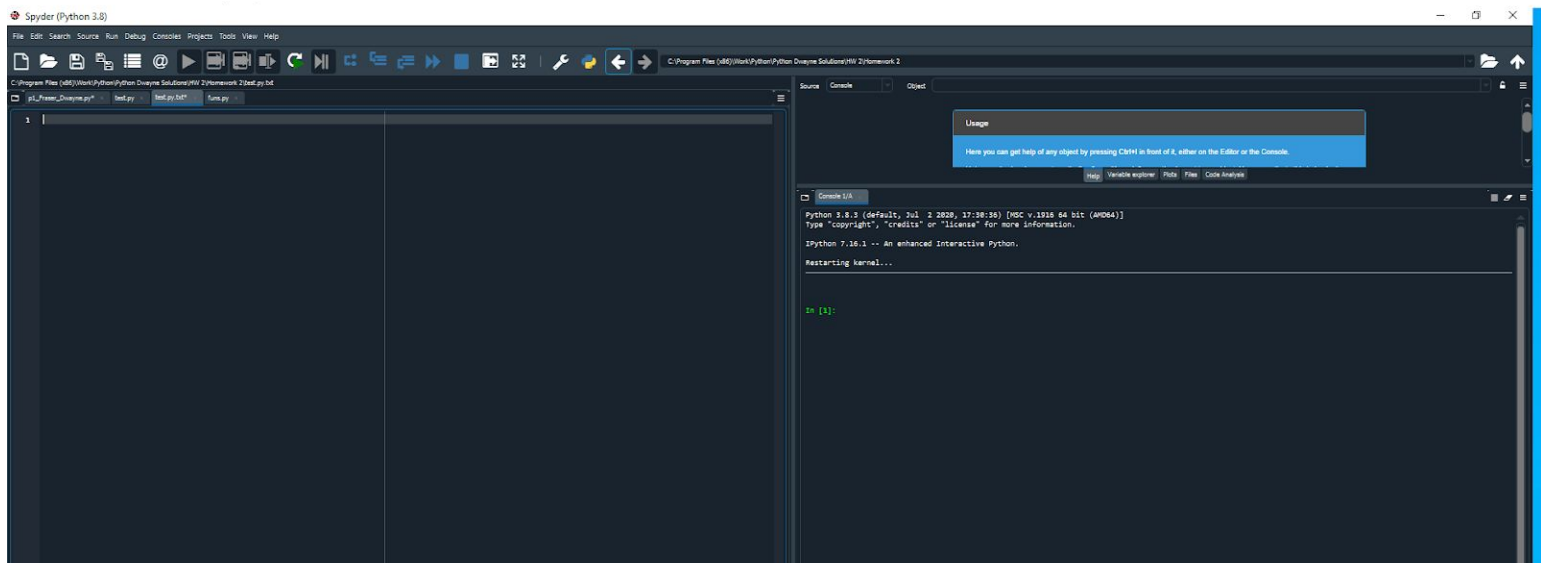 Spyder (Python 3.8)
File Edit Search Source Run Debug Consoles Projects Tools View Help
C:\Program Files (x86)\Work\Python\Python Dwayne Solutions\HW 2\Homework 2
C:\Program Files (x86)\Work\Python\Python Dwayne Solutions\HW 2\Homework 2\test.py.txt
p1_Fraser_Dwayne.py* test.py test.py.txt* funs.py
1
Source Console Object
Usage
Here you can get help of any object by pressing Ctrl+I in front of it, either on the Editor or the Console.
Help Variable explorer Plots Files Code Analysis
Console 1/A
Python 3.8.3 (default, Jul 2 2020, 17:30:36) [MSC v.1916 64 bit (AMD64)]
Type "copyright", "credits" or "license" for more information.
IPython 7.16.1 -- An enhanced Interactive Python.
Restarting kernel...
In [1]: